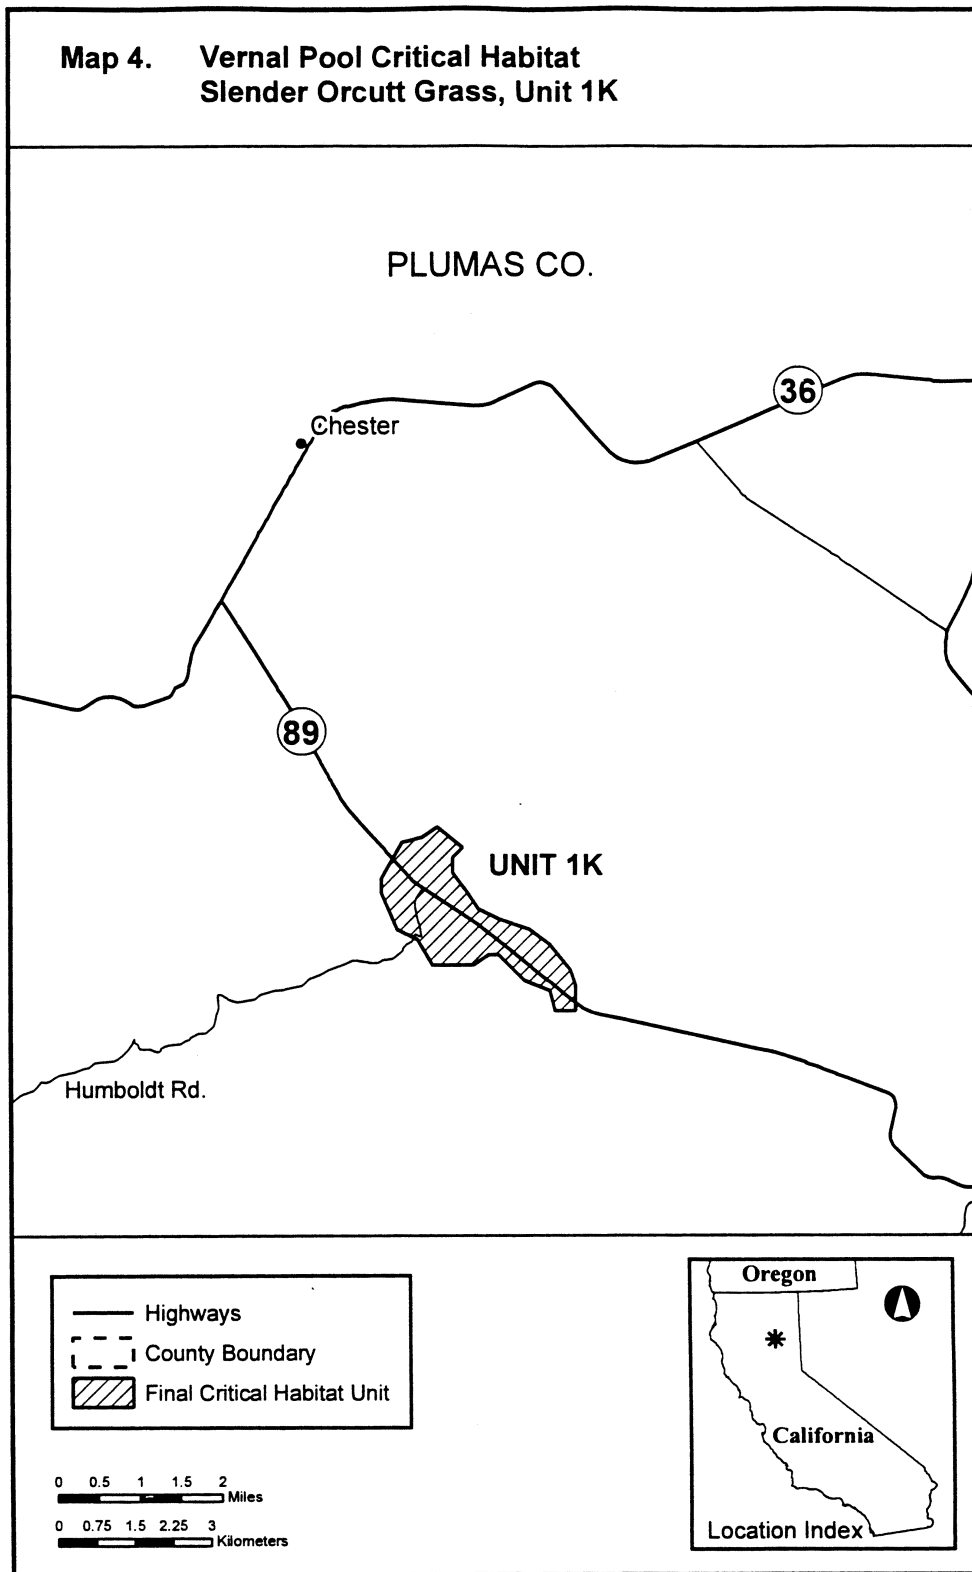 Map 4. Vernal Pool Critical Habitat
Slender Orcutt Grass, Unit 1K
PLUMAS CO.
36
Chester
89
UNIT 1K
Humboldt Rd.
Highways
County Boundary
Final Critical Habitat Unit
0 0.5 1 1.5 2
Miles
0 0.75 1.5 2.25 3
Kilometers
Oregon
California
Location Index